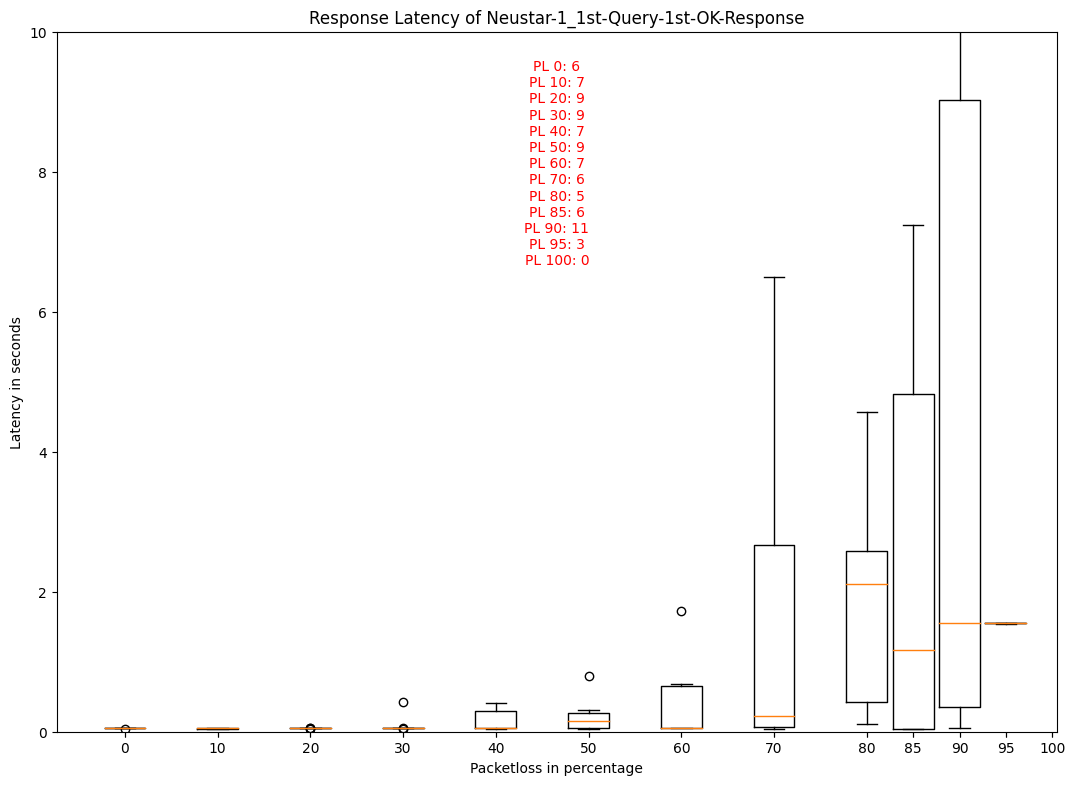 Response Latency of Neustar-1_1st-Query-1st-OK-Response
10
8
6
4
2
0
Latency in seconds
PL 0: 6
PL 10: 7
PL 20: 9
PL 30: 9
PL 40: 7
PL 50: 9
PL 60: 7
PL 70: 6
PL 80: 5
PL 85: 6
PL 90: 11
PL 95: 3
PL 100: 0
0 10 20 30 40 50 60 70 80 85 90 95 100
Packetloss in percentage